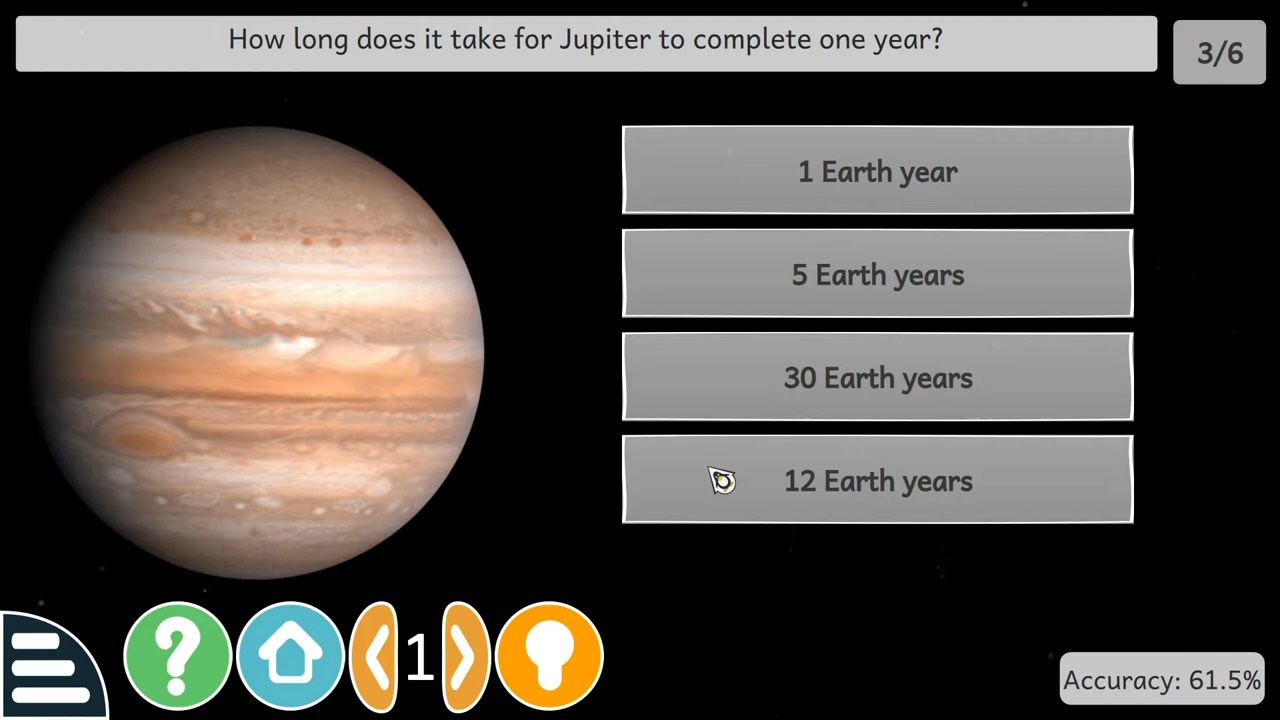 How long does it take for Jupiter to complete one year?
3/6
1 Earth year
5 Earth years
30 Earth years
12 Earth years
?
1
Accuracy: 61.5%